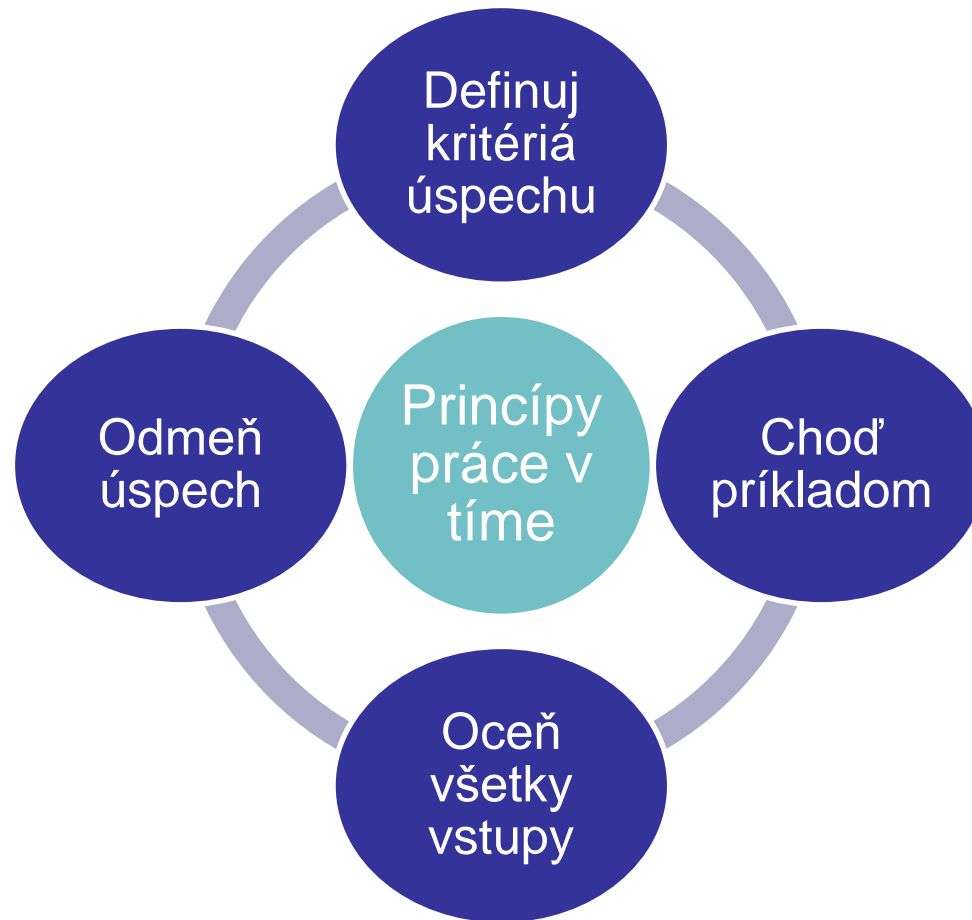 Definuj
kritériá
úspechu
Odmeň
úspech
Princípy
práce v
tíme
Choď
príkladom
Oceň
všetky
vstupy